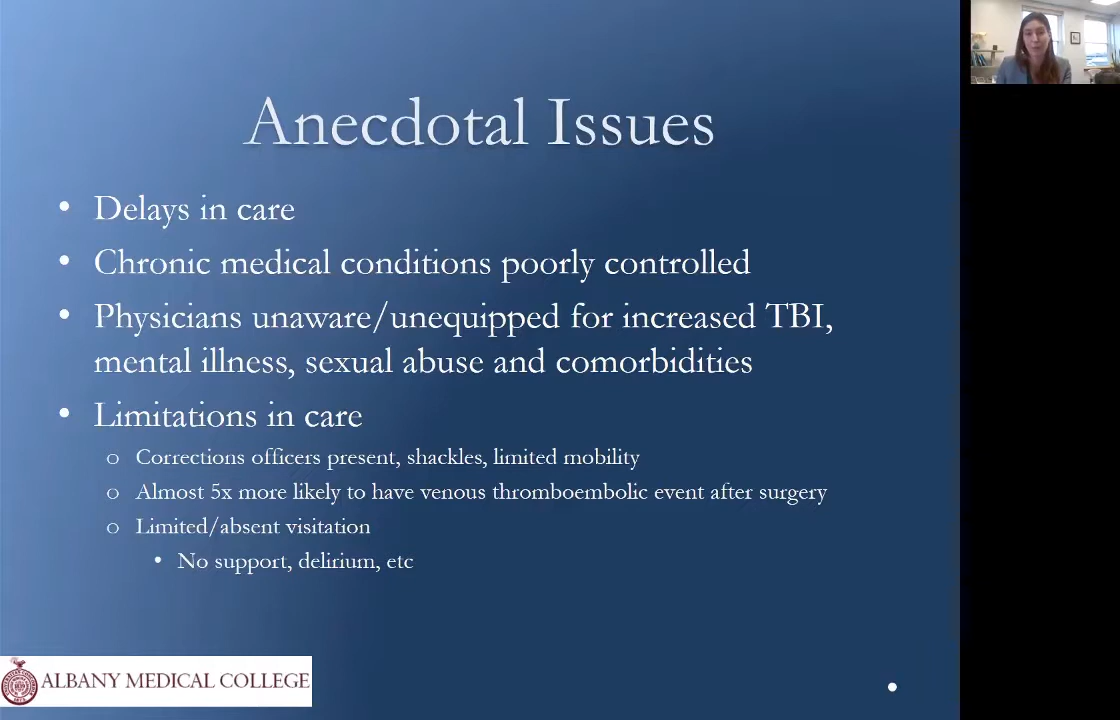 Anecdotal Issues
• Delays in care
• Chronic medical conditions poorly controlled
• Physicians unaware/unequipped for increased TBI,
mental illness, sexual abuse and comorbidities
• Limitations in care
o Corrections officers present, shackles, limited mobility
o Almost 5x more likely to have venous thromboembolic event after surgery
o Limited/absent visitation
• No support, delirium, etc
ALBANY MEDICAL COLLEGE